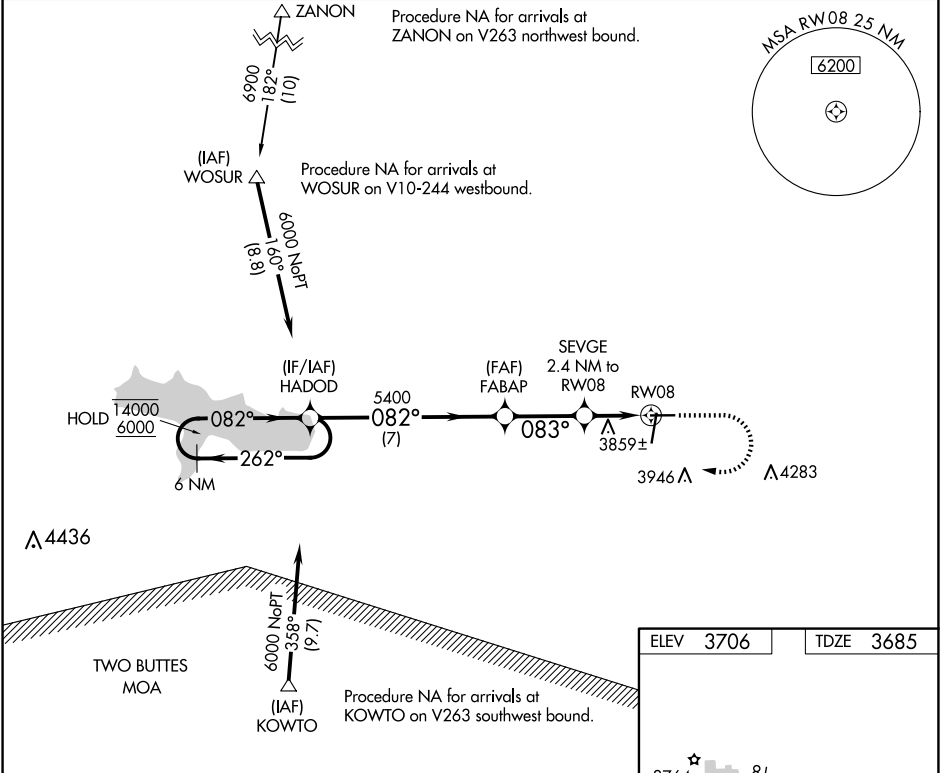 ZANON
Procedure NA for arrivals at
ZANON on V263 northwest bound.
MSA RW08 25 NM
6200
6900
182°
(10)
(IAF)
WOSUR
Procedure NA for arrivals at
WOSUR on V10-244 westbound.
6000 NoPT
160°
(8.8)
(IF/IAF)
HADOD
(FAF)
FABAP
SEVGE
2.4 NM to
RW08
RW08
HOLD
14000
6000
082°
5400
082°
(7)
083°
3859±
262°
6 NM
3946
4283
4436
6000 NoPT
358°
(9.7)
TWO BUTTES
MOA
(IAF)
KOWTO
Procedure NA for arrivals at
KOWTO on V263 southwest bound.
ELEV 3706
TDZE 3685